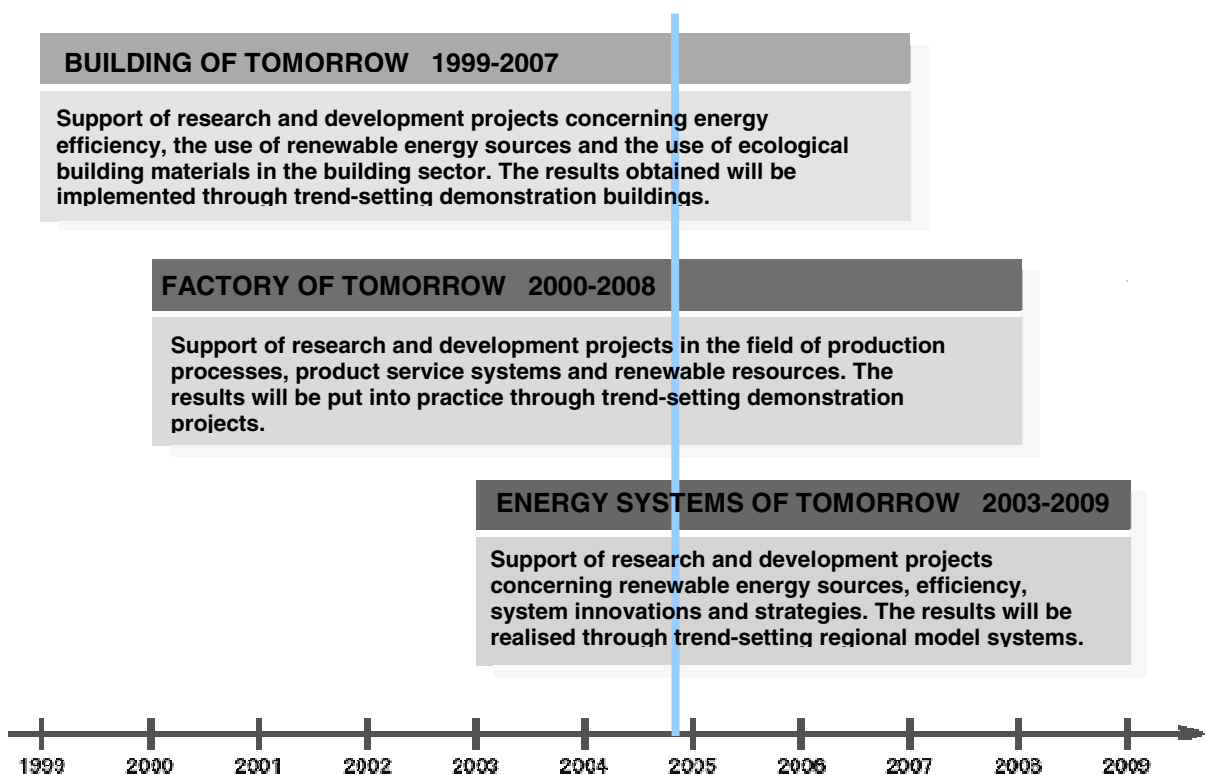 BUILDING OF TOMORROW 1999-2007
Support of research and development projects concerning energy
efficiency, the use of renewable energy sources and the use of ecological
building materials in the building sector. The results obtained will be
implemented through trend-setting demonstration buildings.
FACTORY OF TOMORROW 2000-2008
Support of research and development projects in the field of production
processes, product service systems and renewable resources. The
results will be put into practice through trend-setting demonstration
projects.
ENERGY SYSTEMS OF TOMORROW 2003-2009
Support of research and development projects
concerning renewable energy sources, efficiency,
system innovations and strategies. The results will be
realised through trend-setting regional model systems.
1999 2000 2001 2002 2003 2004 2005 2006 2007 2008 2009